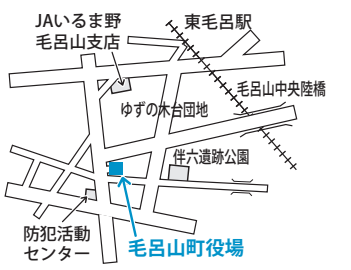 JAいるま野
毛呂山支店
東毛呂駅
毛呂山中央陸橋
ゆずの木台団地
伴六遺跡公園
防犯活動
センター
毛呂山町役場